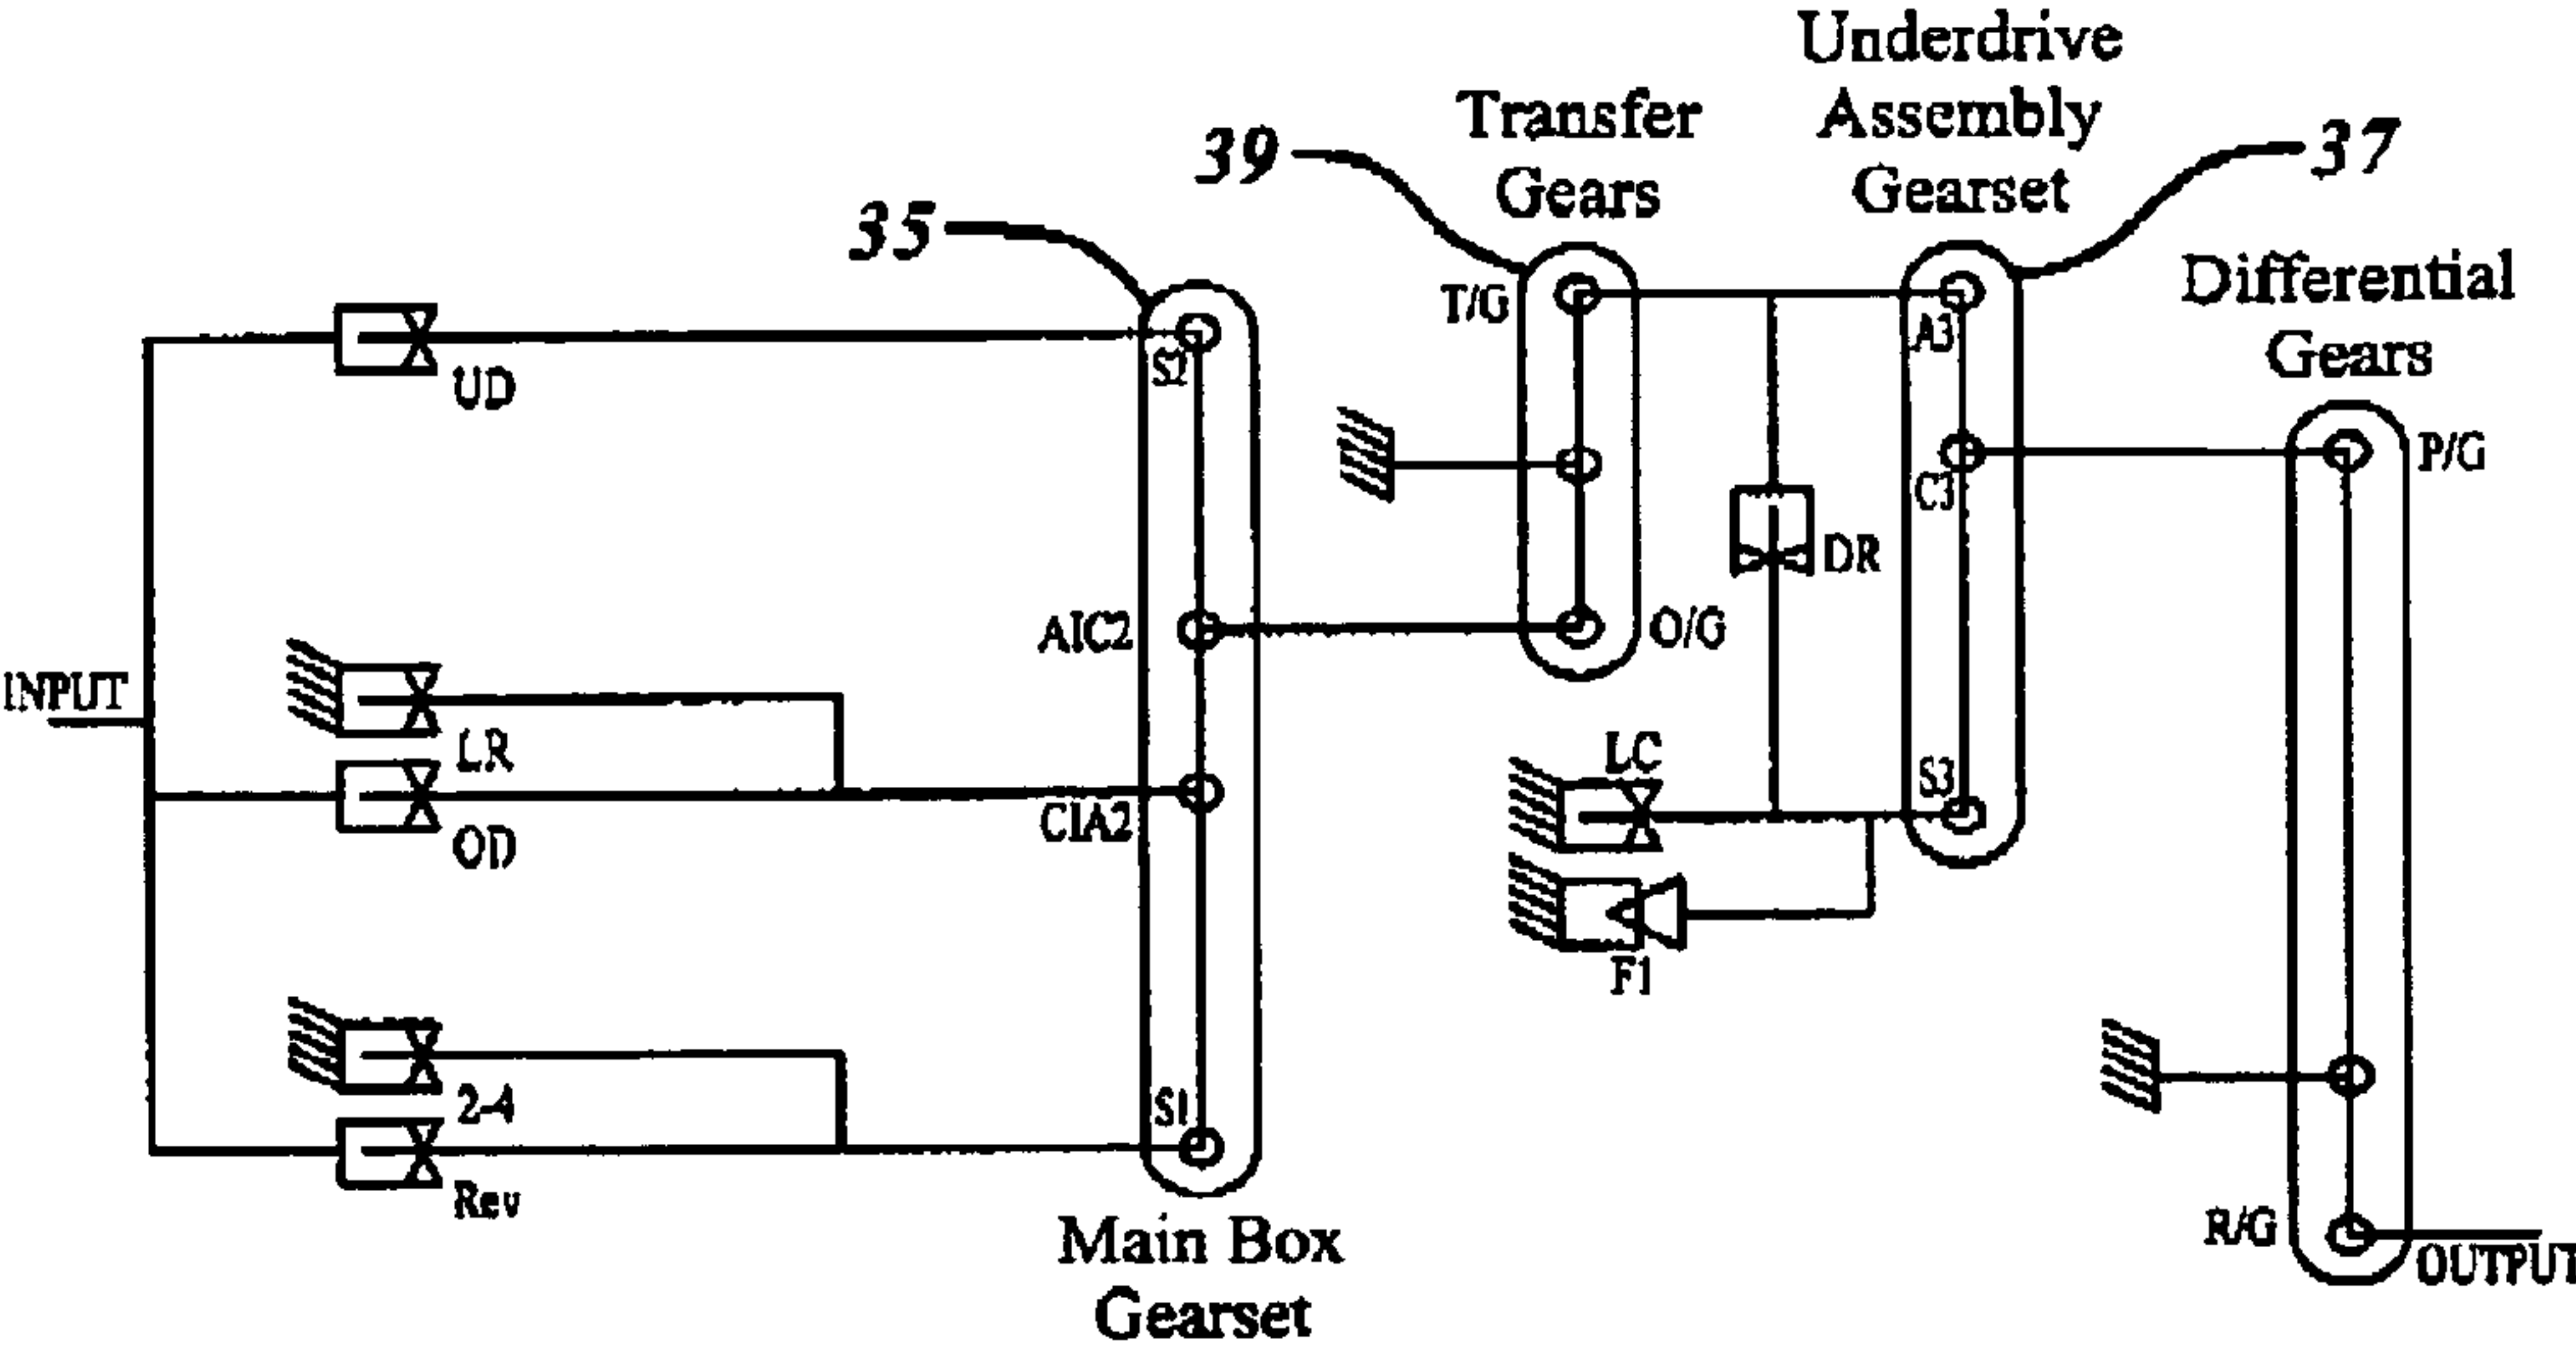 Underdrive
Assembly
Gearset
Transfer
Gears
39
37
35
Differential
Gears
T/G
A3
S2
UD
P/G
C3
DR
AIC2
O/G
INPUT
LR
LC
S3
CIA2
OD
F1
2-4
S1
Rev
R/G
OUTPUT
Main Box
Gearset